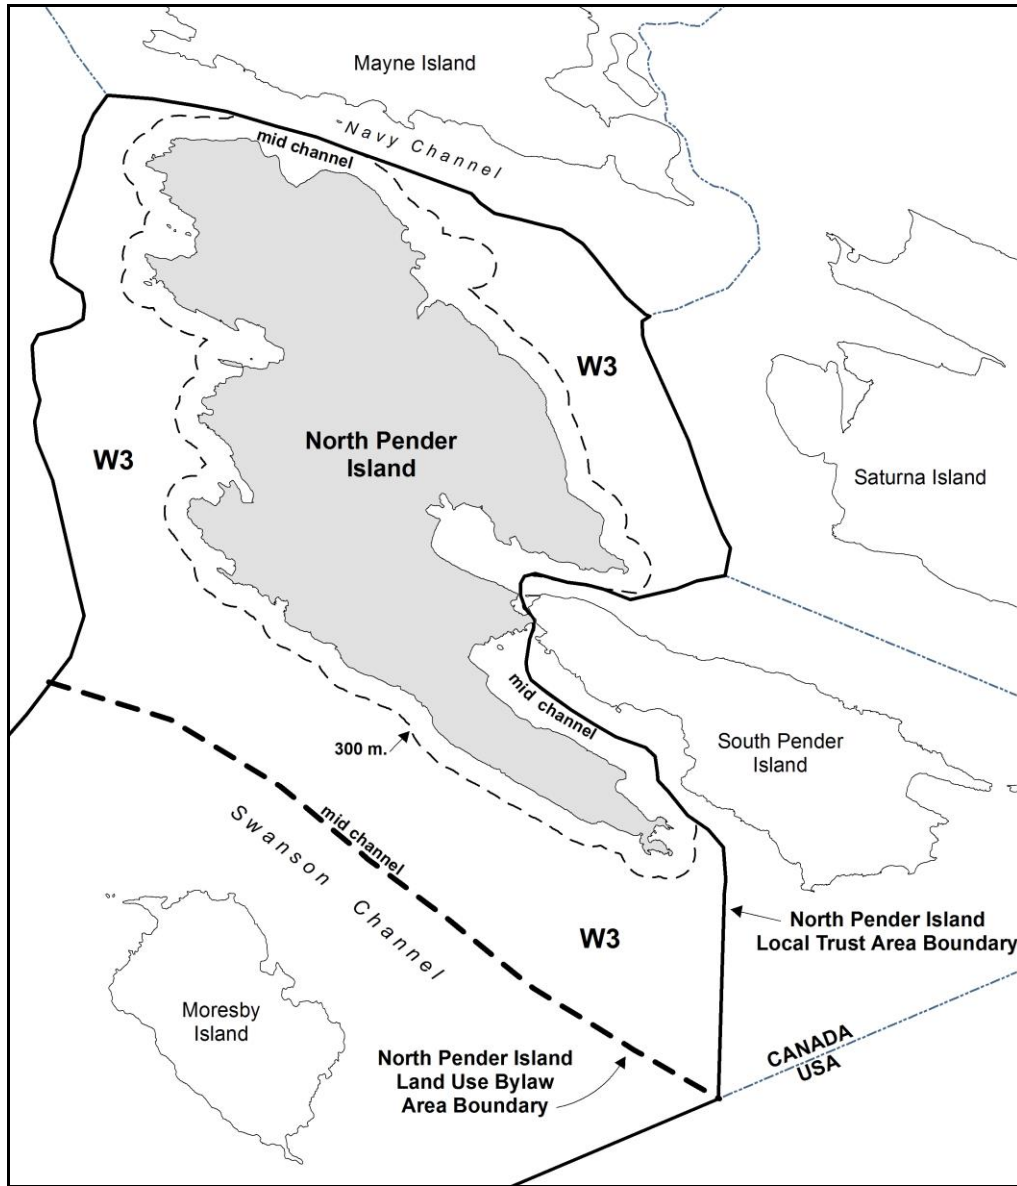 Mayne Island
mid channel
Navy Channel
W3
North Pender
Island
W3
Saturna Island
mid channel
South Pender
Island
300 m.
mid channel
Swanson Channel
North Pender Island
Local Trust Area Boundary
W3
Moresby
Island
CANADA
USA
North Pender Island
Land Use Bylaw
Area Boundary